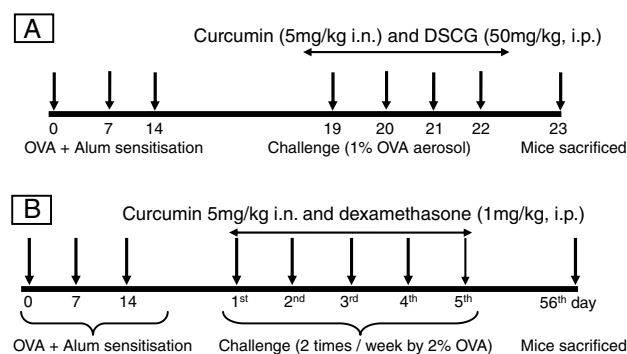 A
Curcumin (5mg/kg i.n.) and DSCG (50mg/kg, i.p.)
0 7 14 19 20 21 22 23
OVA + Alum sensitisation Challenge (1% OVA aerosol) Mice sacrificed
B
Curcumin 5mg/kg i.n. and dexamethasone (1mg/kg, i.p.)
0 7 14 1st 2nd 3rd 4th 5th 56th day
OVA + Alum sensitisation Challenge (2 times / week by 2% OVA) Mice sacrificed